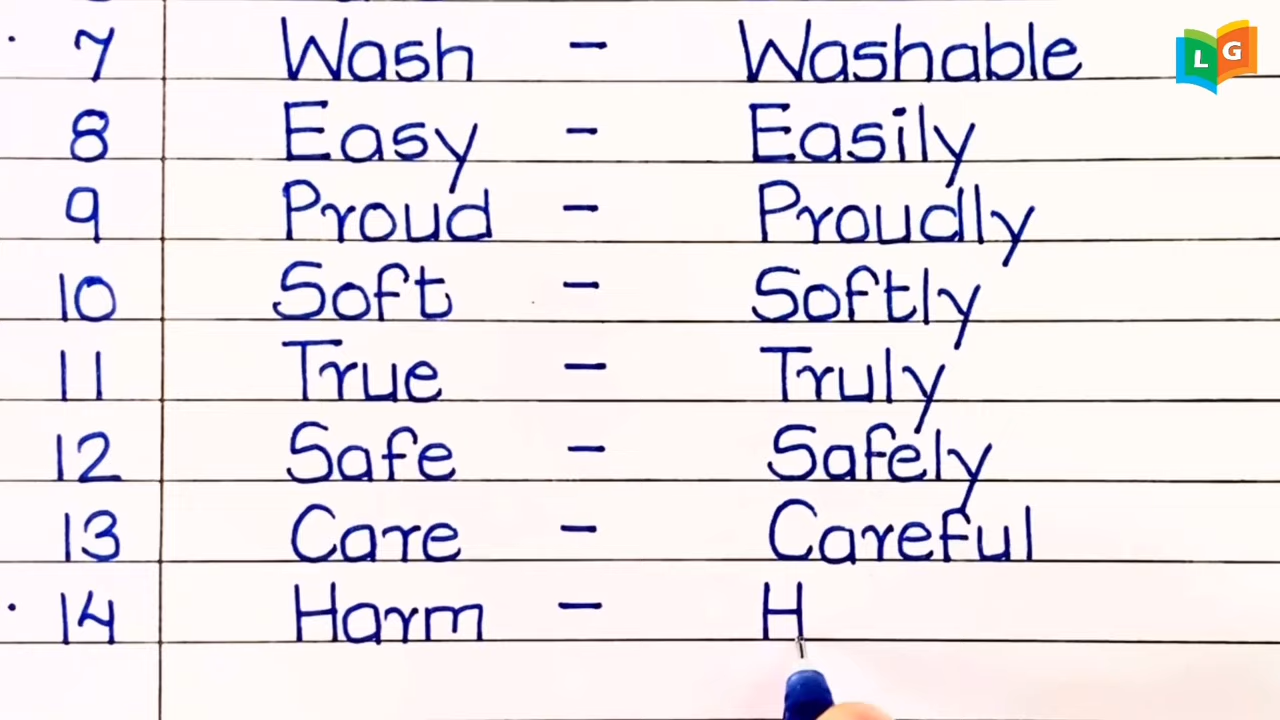 LG
7 Wash - Washable
8 Easy - Easily
9 Proud - Proudly
10 Soft - Softly
11 True - Truly
12 Safe - Safely
13 Care - Careful
14 Harm - H